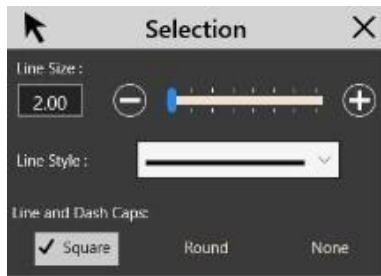 Selection
Line Size :
2.00
Line Style :
Line and Dash Caps:
Square Round None